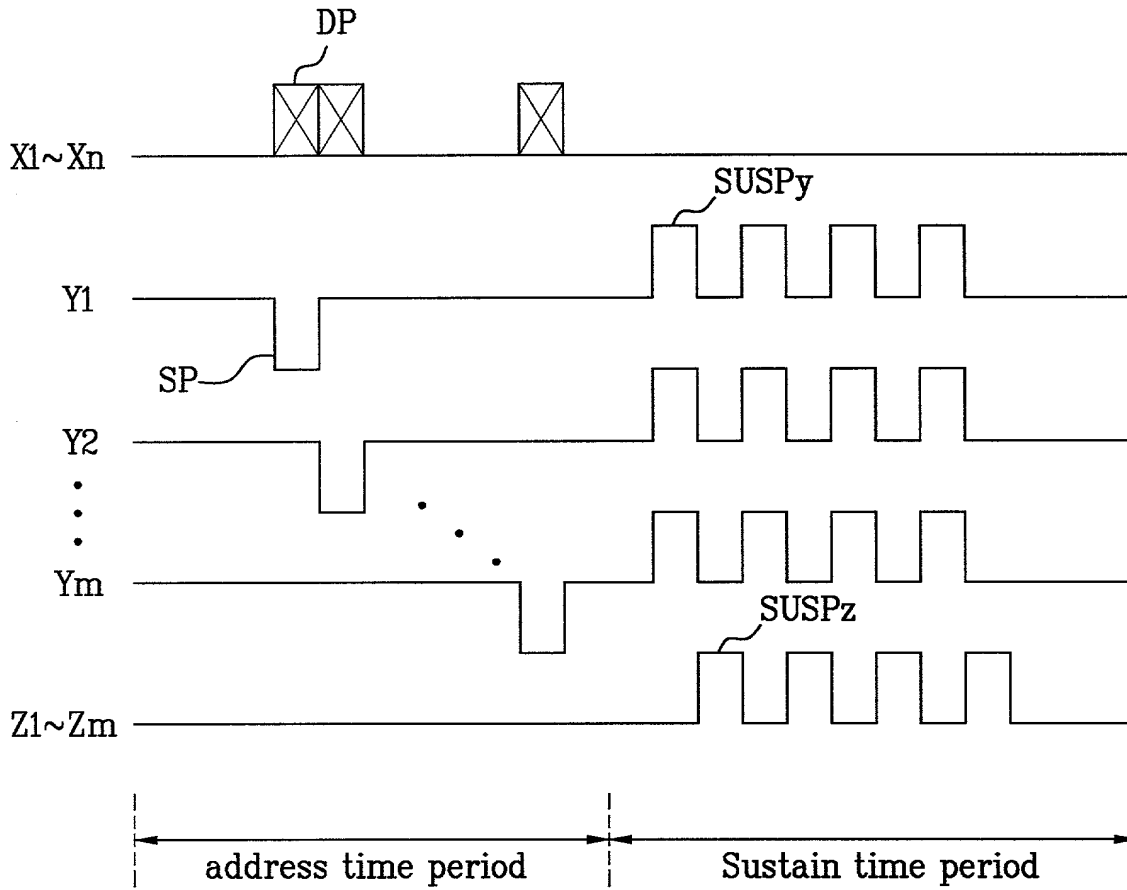 DP
X1~Xn
SUSPy
Y1
SP
Y2
Ym
SUSPz
Z1~Zm
address time period
Sustain time period